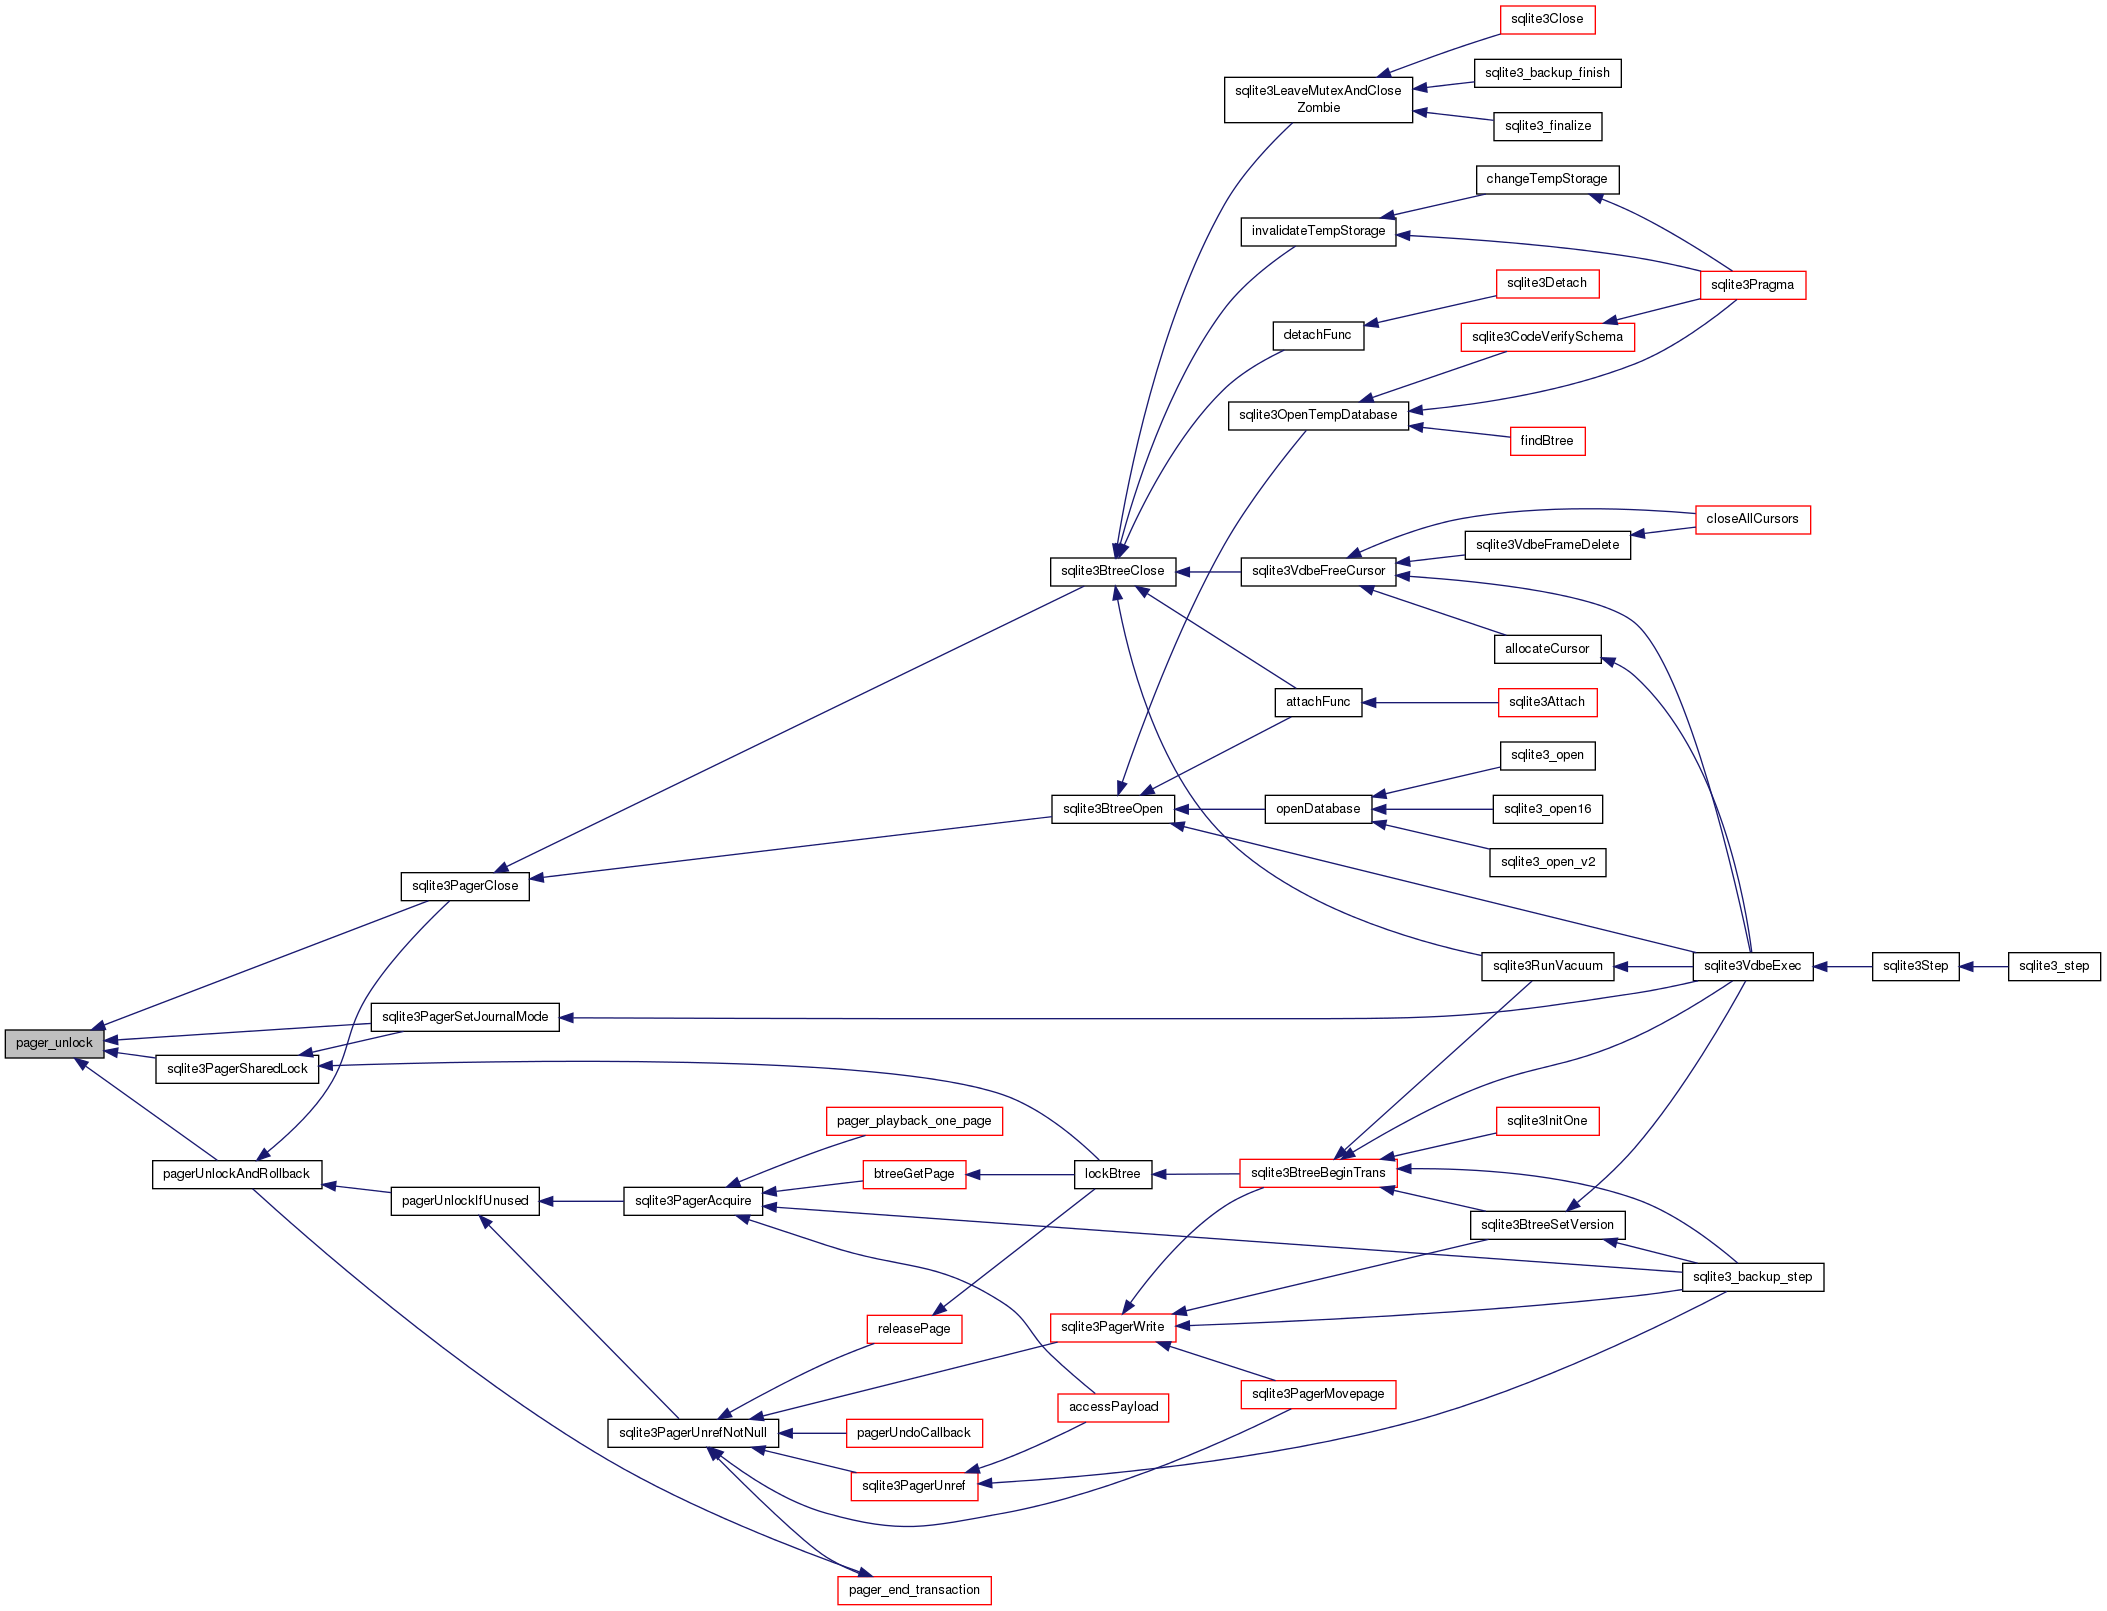 sqlite3Close
sqlite3_backup_finish
sqlite3LeaveMutexAndClose
Zombie
sqlite3_finalize
changeTempStorage
invalidateTempStorage
sqlite3Detach
sqlite3Pragma
detachFunc
sqlite3CodeVerifySchema
sqlite3OpenTempDatabase
findBtree
closeAllCursors
sqlite3VdbeFrameDelete
sqlite3BtreeClose
sqlite3VdbeFreeCursor
allocateCursor
attachFunc
sqlite3Attach
sqlite3_open
sqlite3BtreeOpen
openDatabase
sqlite3_open16
sqlite3_open_v2
sqlite3PagerClose
sqlite3RunVacuum
sqlite3VdbeExec
sqlite3Step
sqlite3_step
sqlite3PagerSetJournalMode
pager_unlock
sqlite3PagerSharedLock
pager_playback_one_page
sqlite3InitOne
pagerUnlockAndRollback
btreeGetPage
lockBtree
sqlite3BtreeBeginTrans
pagerUnlockIfUnused
sqlite3PagerAcquire
sqlite3BtreeSetVersion
sqlite3_backup_step
releasePage
sqlite3PagerWrite
sqlite3PagerMovepage
accessPayload
sqlite3PagerUnrefNotNull
pagerUndoCallback
sqlite3PagerUnref
pager_end_transaction